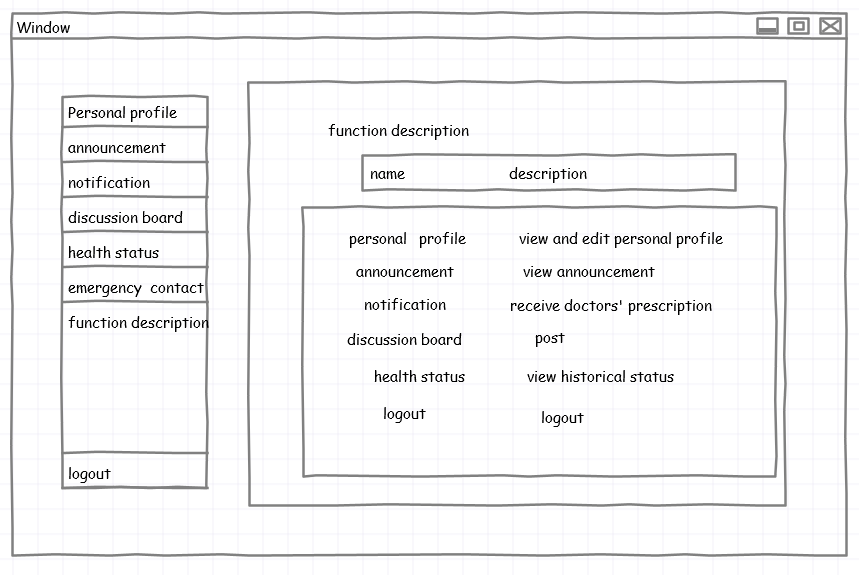 Window
Personal profile
announcement
notification
discussion board
health status
emergency contact
function description
logout
function description
name description
personal profile view and edit personal profile
announcement view announcement
notification receive doctors' prescription
discussion board post
health status view historical status
logout logout